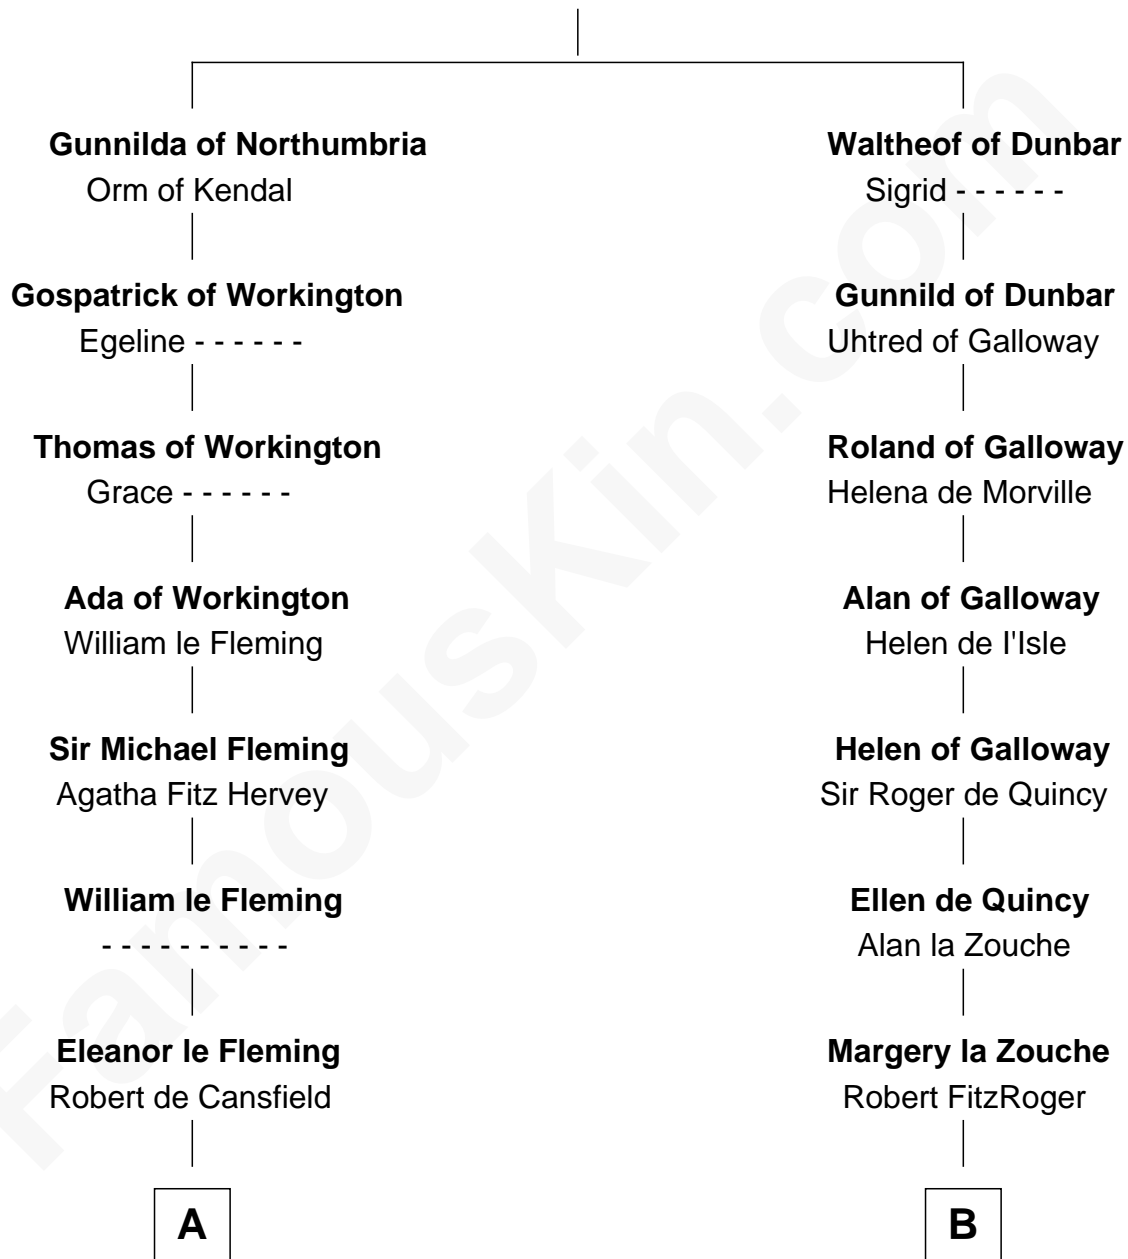 Gunnilda of Northumbria
Orm of Kendal
Waltheof of Dunbar
Sigrid - - - - - -
Gospatrick of Workington
Egeline - - - - - -
Gunnild of Dunbar
Uhtred of Galloway
Thomas of Workington
Grace - - - - - -
Roland of Galloway
Helena de Morville
Ada of Workington
William le Fleming
Alan of Galloway
Helen de I'Isle
Sir Michael Fleming
Agatha Fitz Hervey
Helen of Galloway
Sir Roger de Quincy
William le Fleming
- - - - - - - - - -
Ellen de Quincy
Alan la Zouche
Eleanor le Fleming
Robert de Cansfield
Margery la Zouche
Robert FitzRoger
A
B
FamousKin.com